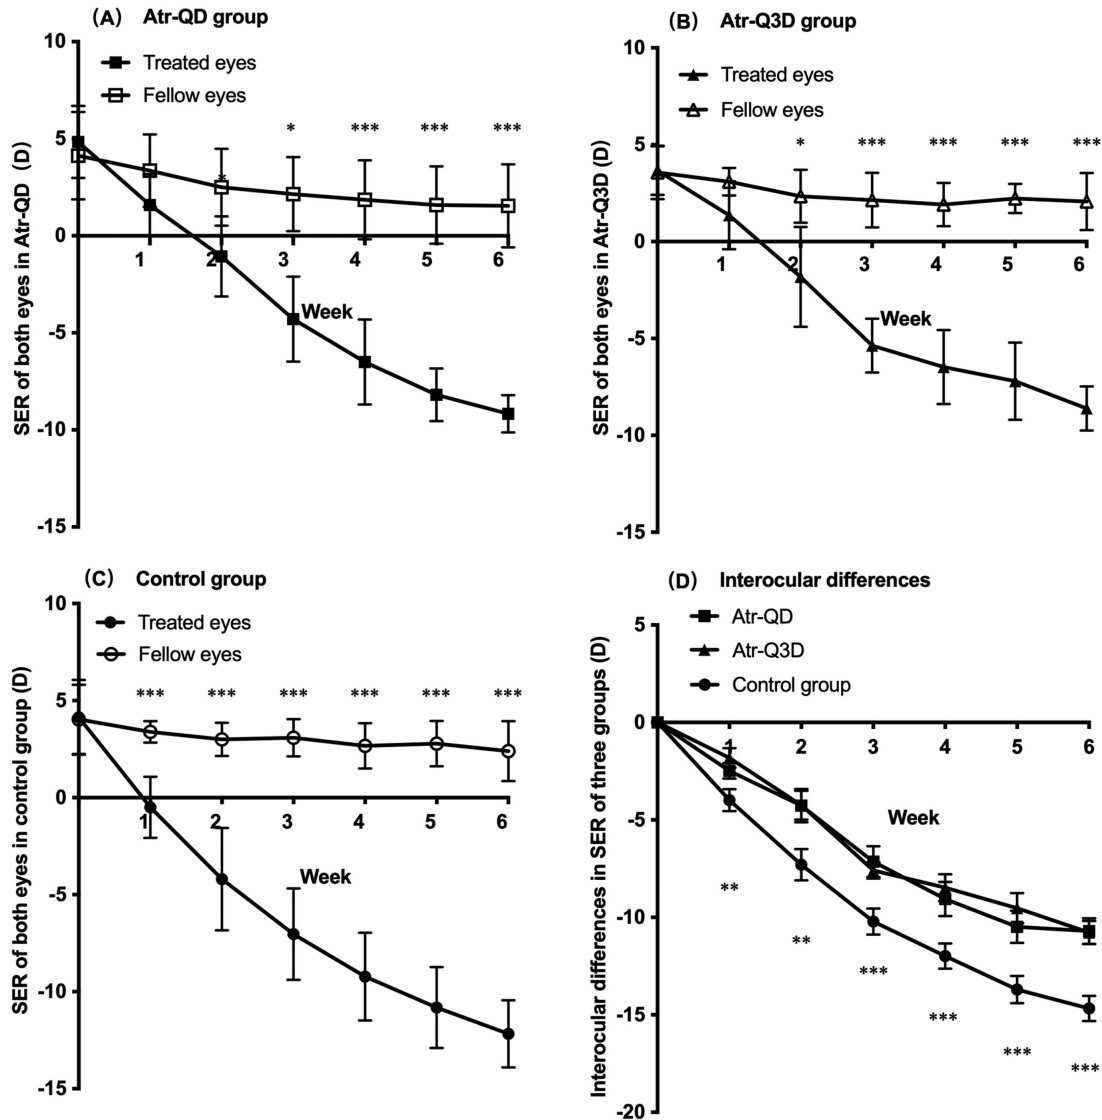 (A) Atr-QD group
10
Treated eyes
Fellow eyes
* *** *** ***
5
*
0
1 2 3 4 5 6
Week
-5
-10
-15
SER of both eyes in Atr-QD (D)
(B) Atr-Q3D group
10
Treated eyes
Fellow eyes
* *** *** *** ***
5
0
1 2 3 4 5 6
Week
-5
-10
-15
SER of both eyes in Atr-Q3D (D)
(C) Control group
10
Treated eyes
Fellow eyes
*** *** *** *** *** ***
5
0
1 2 3 4 5 6
Week
-5
-10
-15
SER of both eyes in control group (D)
(D) Interocular differences
5
Atr-QD
Atr-Q3D
Control group
0
1 2 3 4 5 6
-5
Week
**
-10
**
***
-15
***
***
***
-20
Interocular differences in SER of three groups (D)